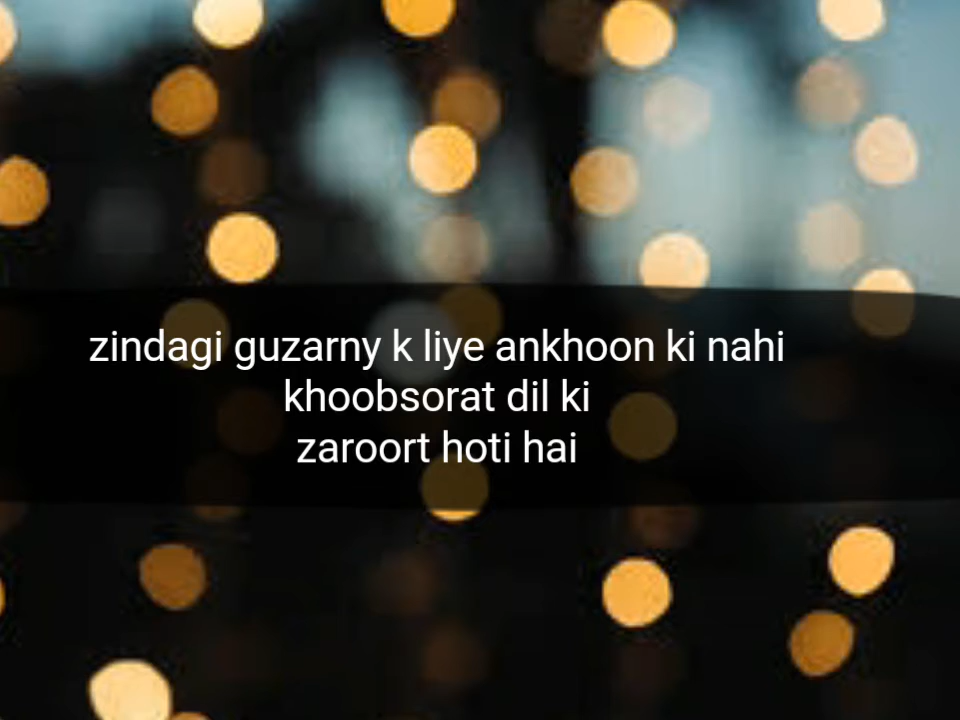 zindagi guzarny k liye ankhoon ki nahi
khoobsorat dil ki
zaroort hoti hai